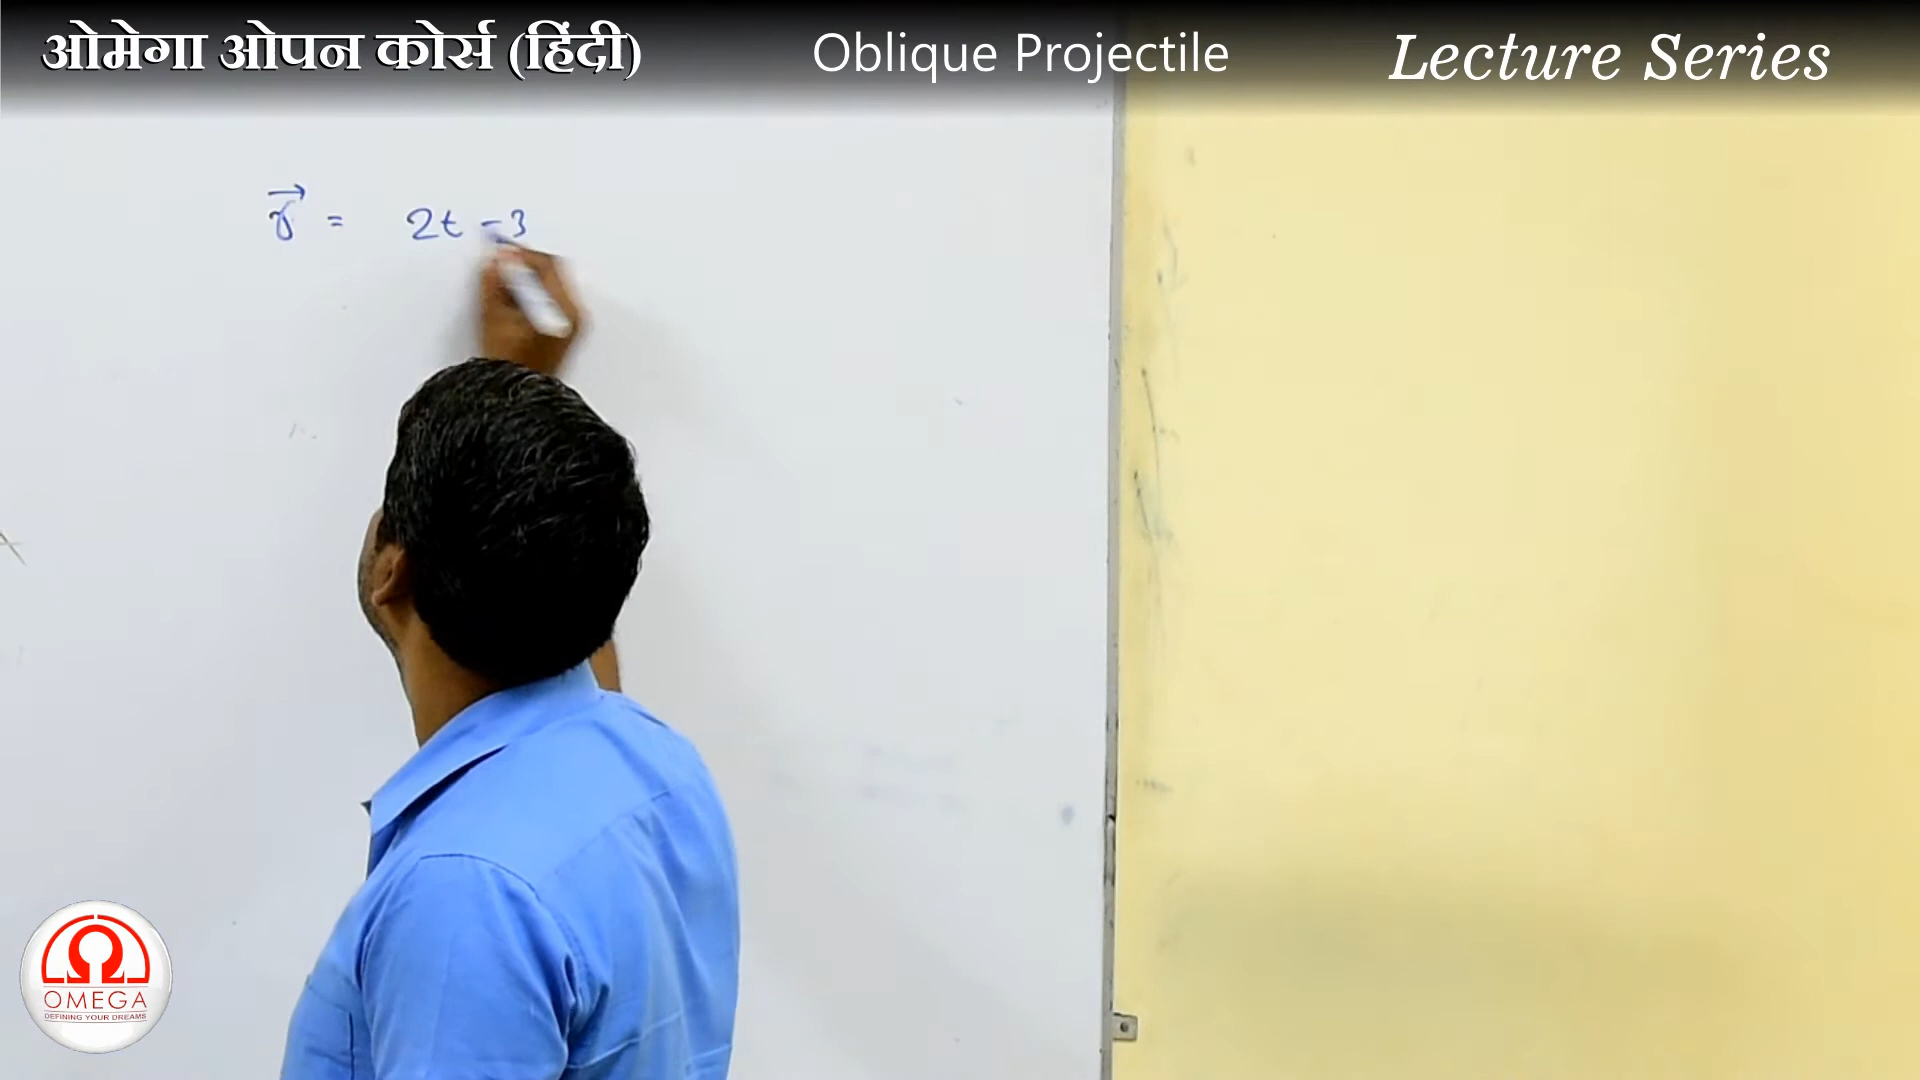 ओमेगा ओपन कोर्स (हिंदी) Oblique Projectile Lecture Series
r⃗ = 2t - 3
OMEGA
DEFINING YOUR DREAMS